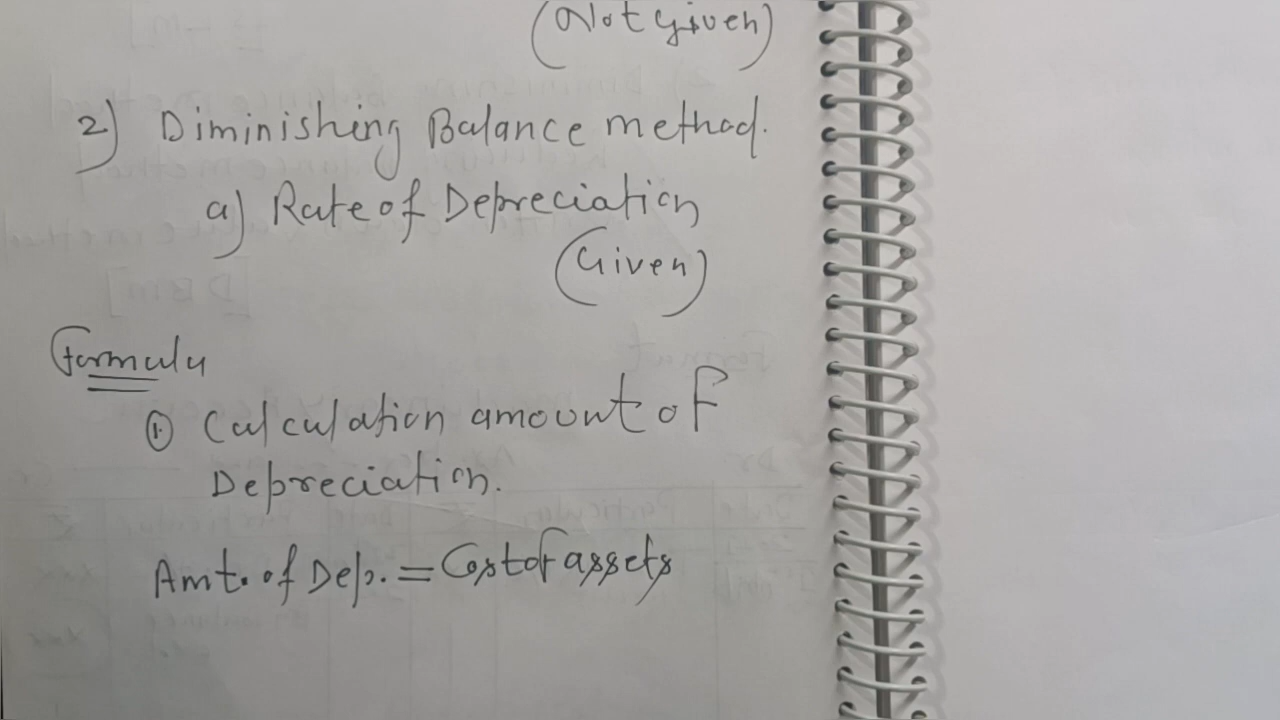 (Not Given)
2) Diminishing Balance method.
a) Rate of Depreciation
(Given)
Formula
① Calculation amount of
Depreciation.
Amt. of Dep. = Cost of assets